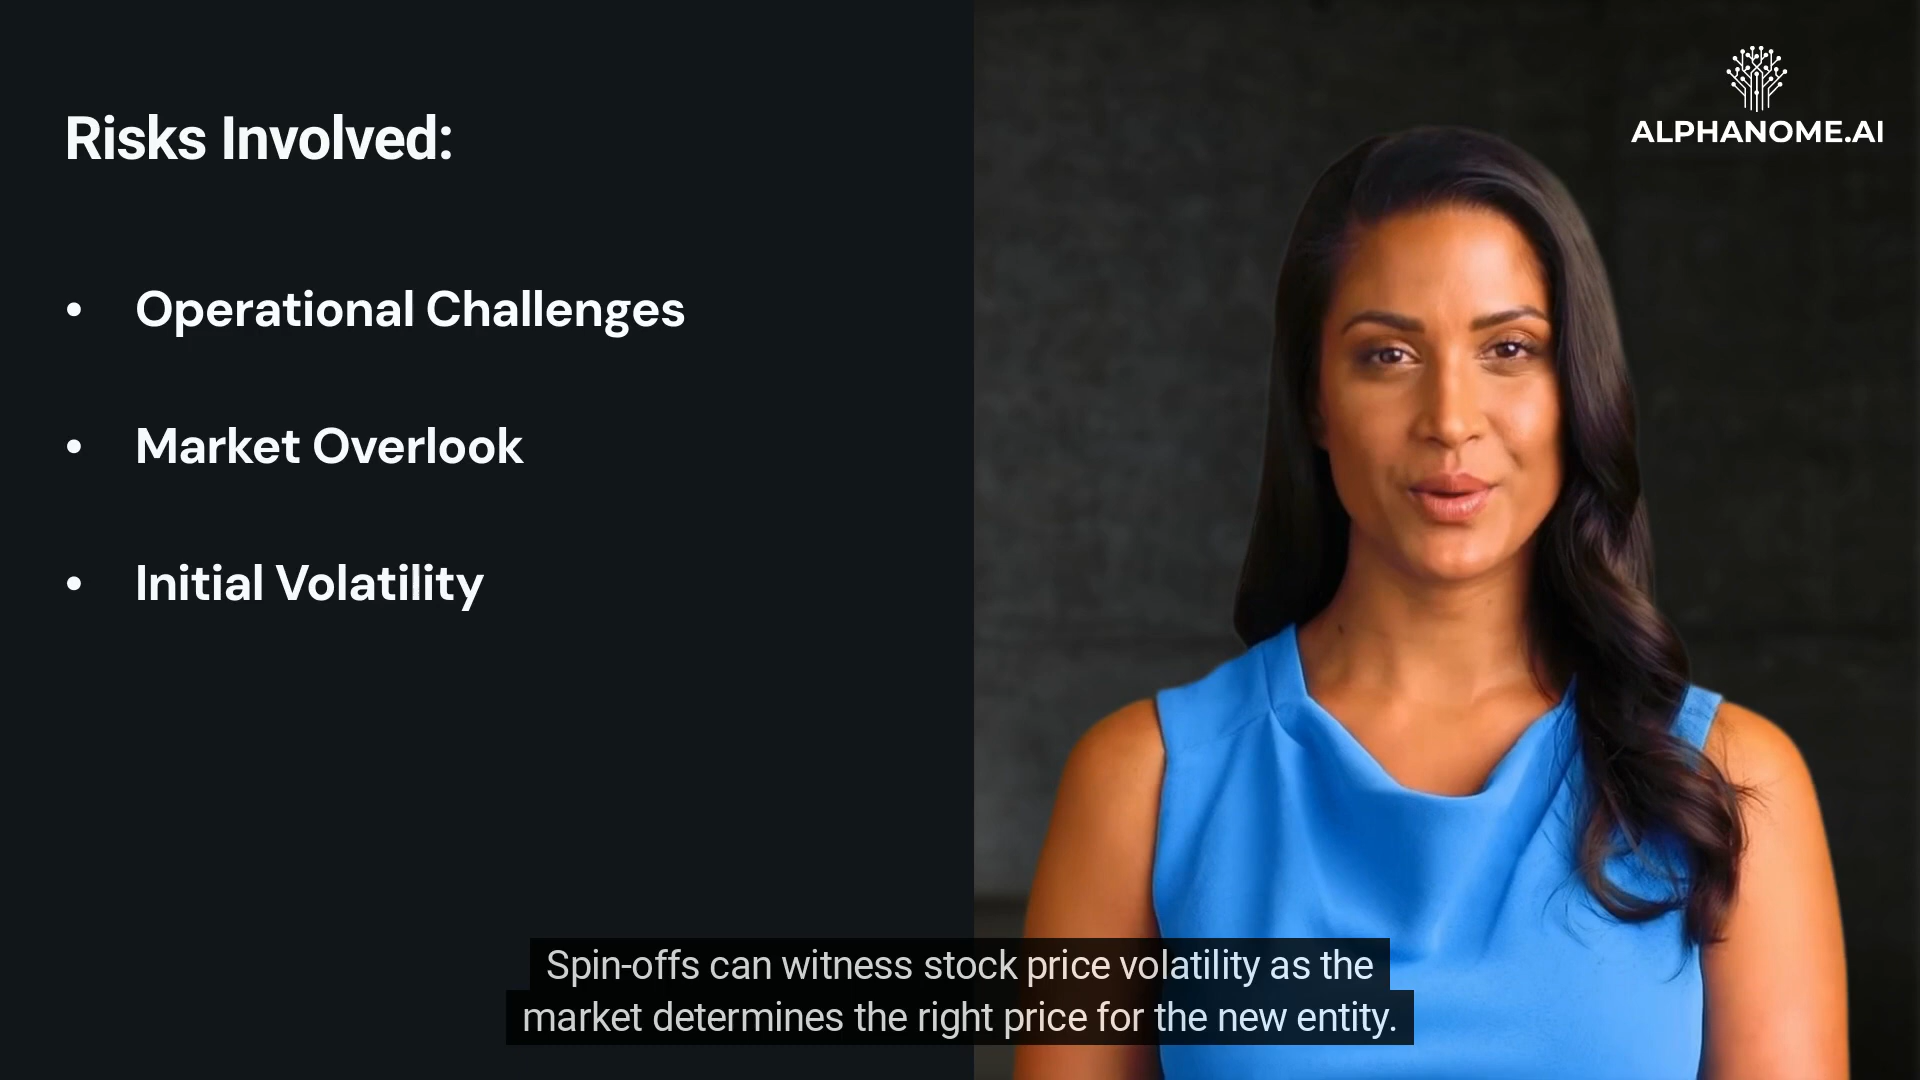 ALPHANOME.AI
Risks Involved:
• Operational Challenges
• Market Overlook
• Initial Volatility
Spin-offs can witness stock price volatility as the
market determines the right price for the new entity.